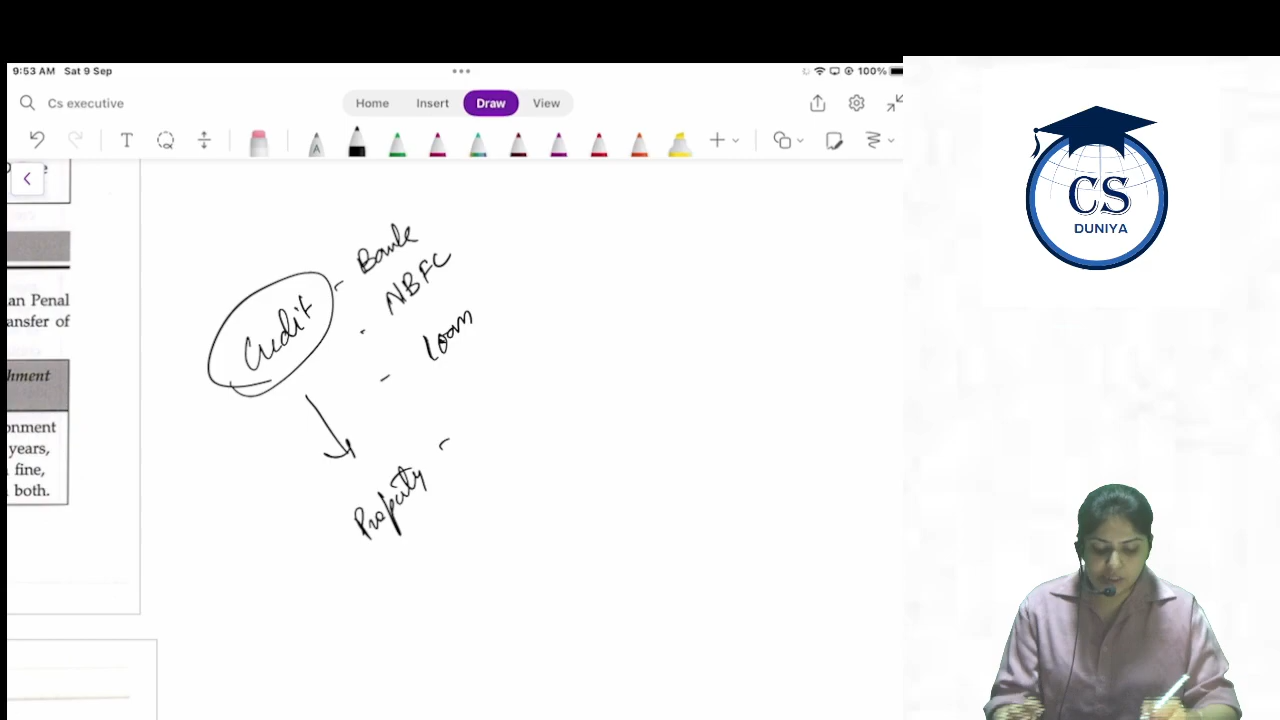 9:53 AM Sat 9 Sep
100%
Cs executive
Home Insert Draw View
A
an Penal
ansfer of
hment
onment
years,
fine,
both.
Credit - Bank
- NBFC
- Loan
Property -
CS
DUNIYA